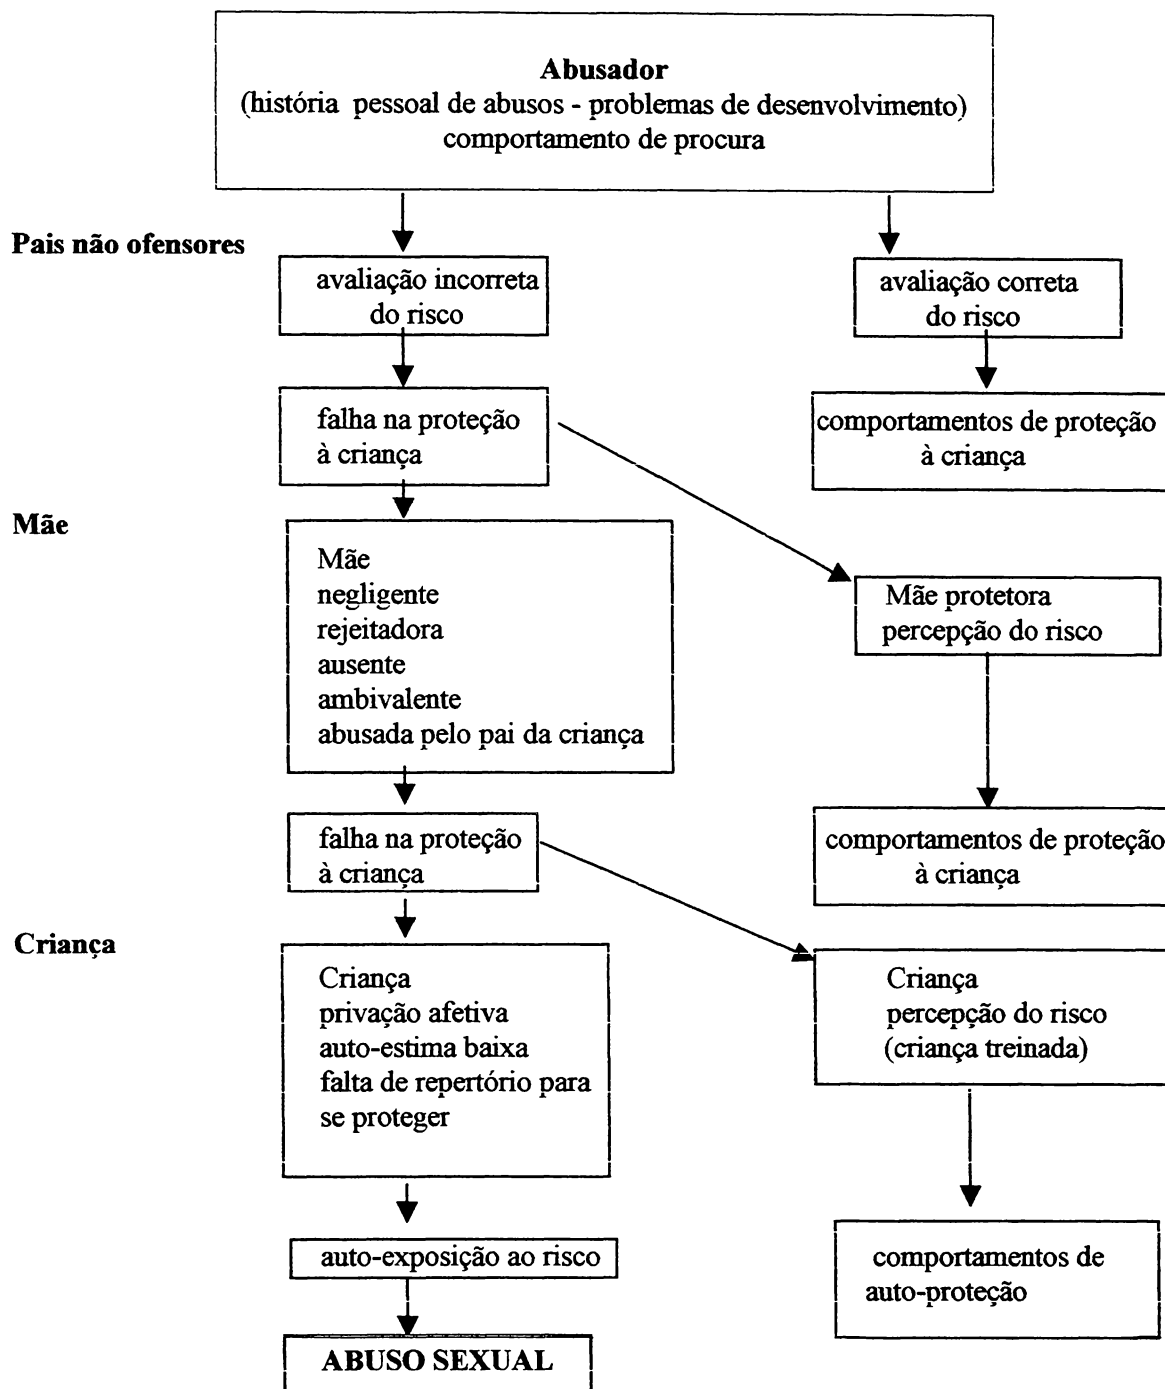 Abusador
(história pessoal de abusos - problemas de desenvolvimento)
comportamento de procura
Pais não ofensores
avaliação incorreta
do risco
avaliação correta
do risco
falha na proteção
à criança
comportamentos de proteção
à criança
Mãe
Mãe
negligente
rejeitadora
ausente
ambivalente
abusada pelo pai da criança
Mãe protetora
percepção do risco
falha na proteção
à criança
comportamentos de proteção
à criança
Criança
Criança
privação afetiva
auto-estima baixa
falta de repertório para
se proteger
Criança
percepção do risco
(criança treinada)
auto-exposição ao risco
comportamentos de
auto-proteção
ABUSO SEXUAL